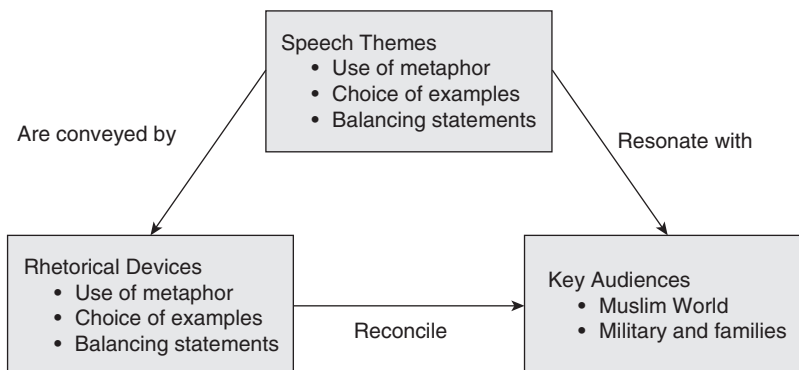 Speech Themes
• Use of metaphor
• Choice of examples
• Balancing statements
Are conveyed by
Resonate with
Rhetorical Devices
• Use of metaphor
• Choice of examples
• Balancing statements
Reconcile
Key Audiences
• Muslim World
• Military and families